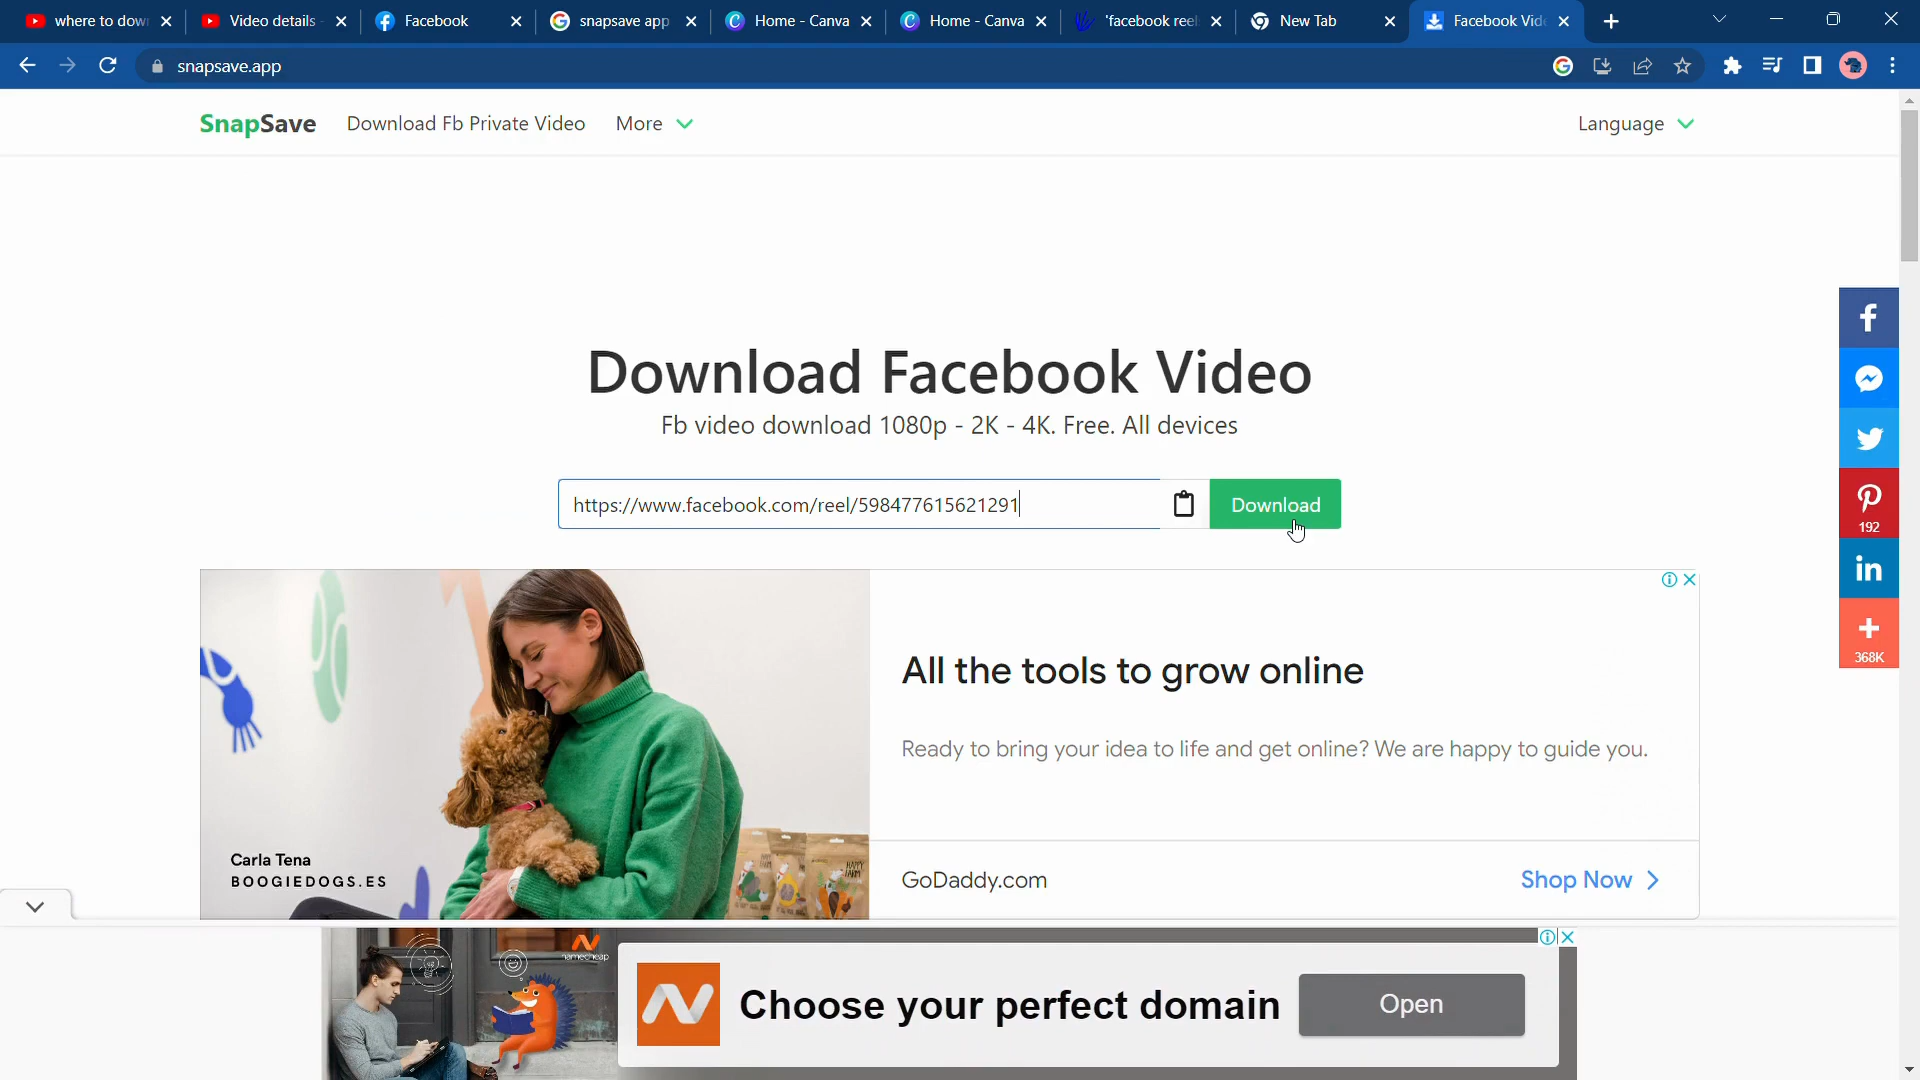 where to dow
Video details
Facebook
snapsave app
Home - Canva
Home - Canva
'facebook reel
New Tab
Facebook Vid
snapsave.app
SnapSave
Download Fb Private Video
More
Language
Download Facebook Video
Fb video download 1080p - 2K - 4K. Free. All devices
https://www.facebook.com/reel/598477615621291
Download
192
368K
All the tools to grow online
Ready to bring your idea to life and get online? We are happy to guide you.
Carla Tena
BOOGIEDOGS.ES
HAPPY
FARM
GoDaddy.com
Shop Now
namecheap
Choose your perfect domain
Open